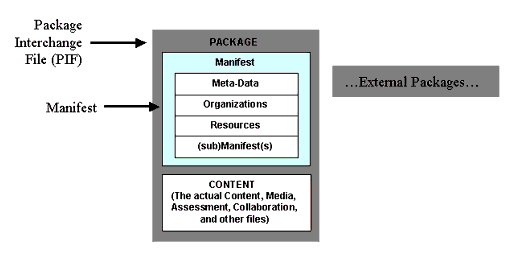 Package
Interchange
File (PIF)
Manifest
PACKAGE
Manifest
Meta-Data
Organizations
Resources
(sub)Manifest(s)
CONTENT
(The actual Content, Media,
Assessment, Collaboration,
and other files)
…External Packages…